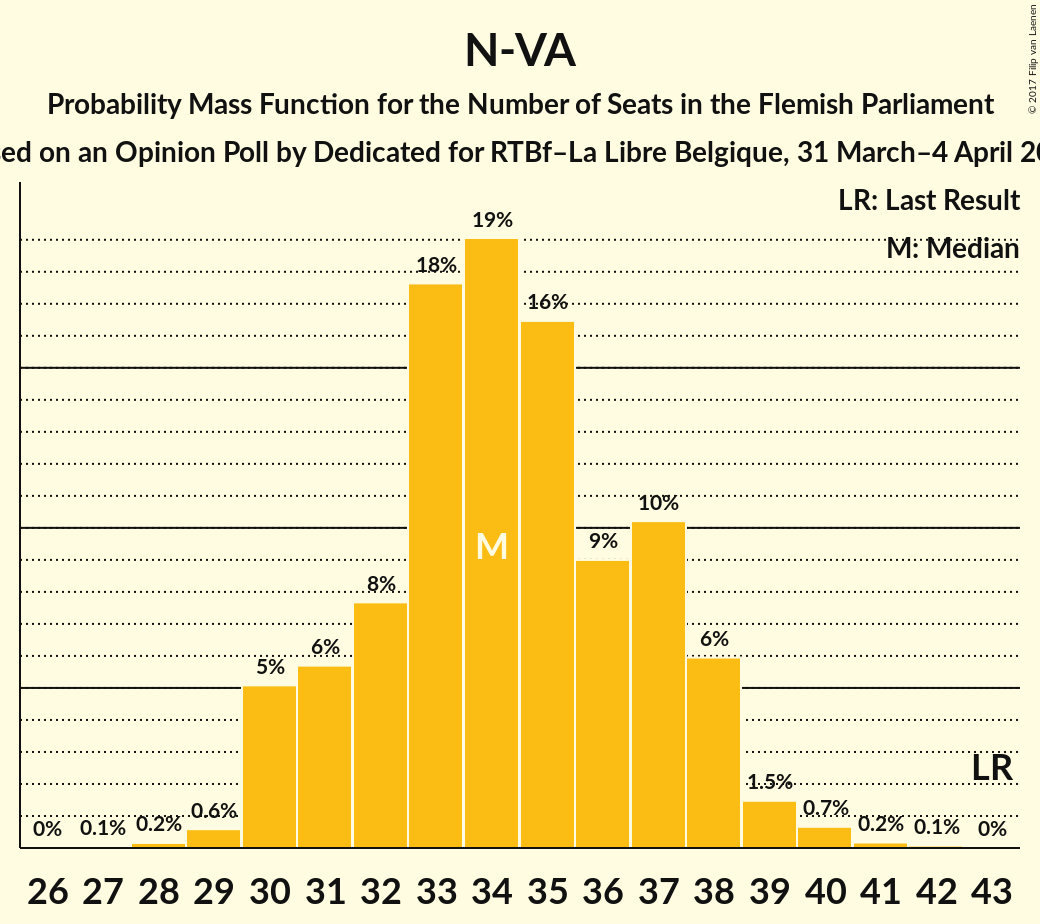 N-VA
Probability Mass Function for the Number of Seats in the Flemish Parliament
on an Opinion Poll by Dedicated for RTBf–La Libre Belgique, 31 March–4 April
© 2017 Filip van Laenen
LR: Last Result
M: Median
0% 0.1% 0.2% 0.6% 5% 6% 8% 18% 19% 16% 9% 10% 6% 1.5% 0.7% 0.2% 0.1% 0%
M
LR
26 27 28 29 30 31 32 33 34 35 36 37 38 39 40 41 42 43